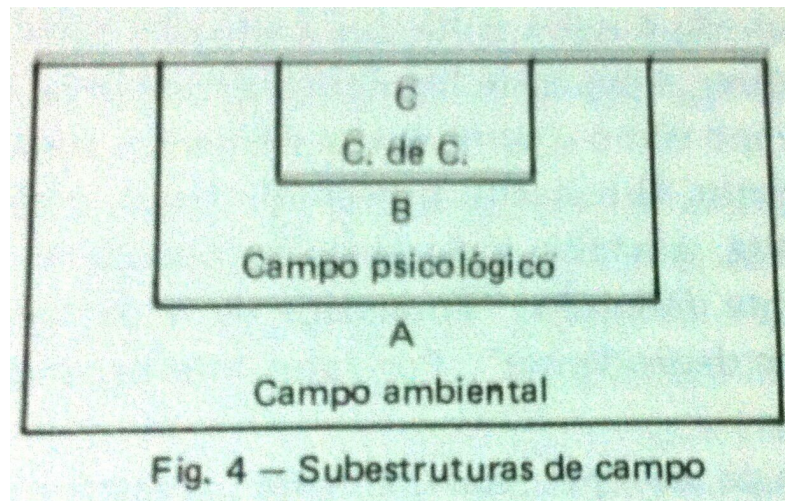 C
C. de C.
B
Campo psicológico
A
Campo ambiental
Fig. 4 — Subestruturas de campo